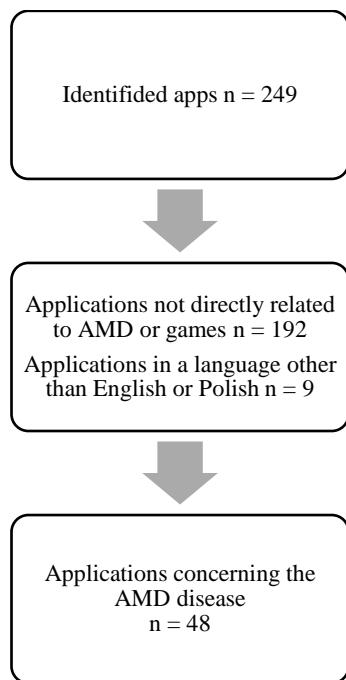 Identifided apps n = 249
Applications not directly related
to AMD or games n = 192
Applications in a language other
than English or Polish n = 9
Applications concerning the
AMD disease
n = 48